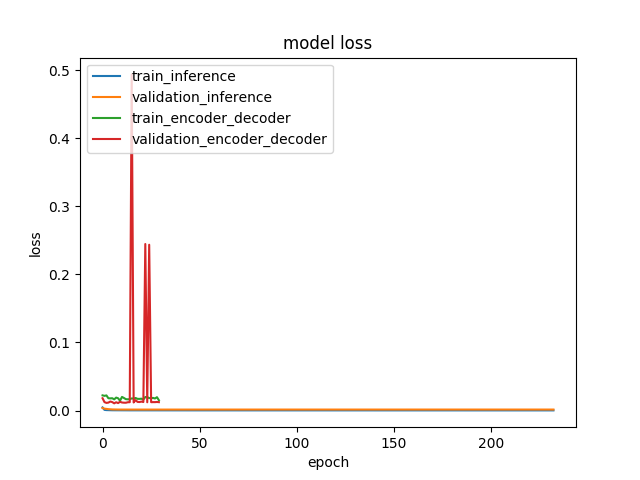 model loss
train_inference
validation_inference
train_encoder_decoder
validation_encoder_decoder
0.5
0.4
0.3
0.2
0.1
0.0
loss
0
50
100
150
200
epoch